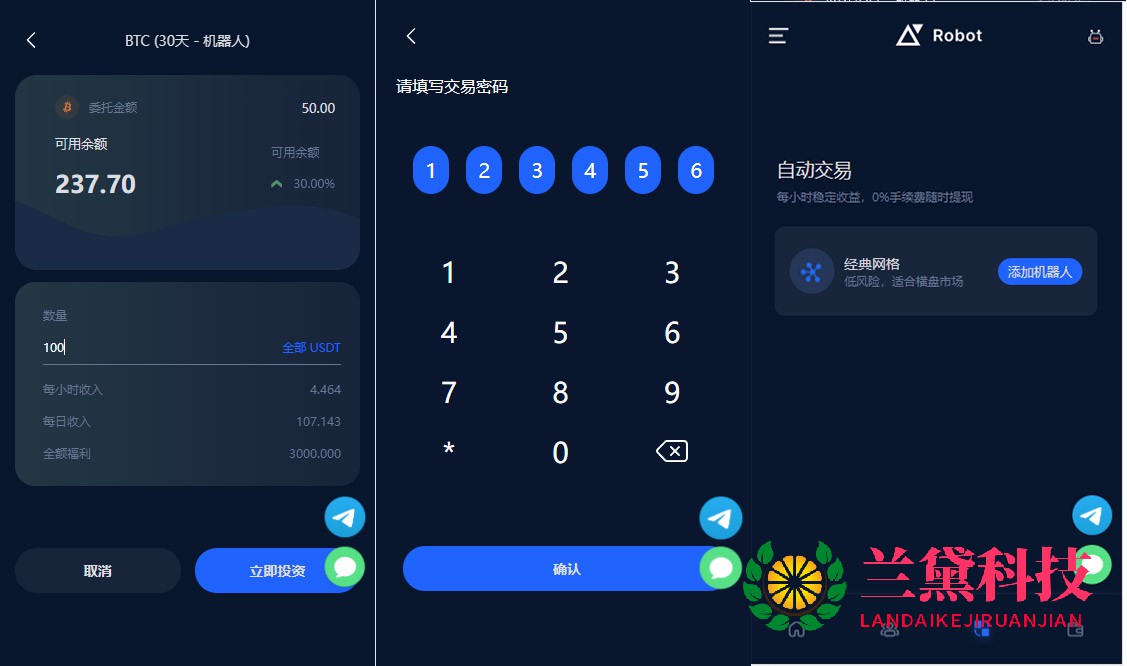 BTC (30天 - 机器人)
委托金额 50.00
可用余额
237.70
可用余额
30.00%
数量
100 全部 USDT
每小时收入 4.464
每日收入 107.143
全额福利 3000.000
取消 立即投资
请填写交易密码
1 2 3 4 5 6
1 2 3
4 5 6
7 8 9
* 0
确认
Robot
自动交易
每小时稳定收益，0%手续费随时提现
经典网格
低风险，适合横盘市场
添加机器人
兰黛科技
LANDAIKEJIRUANJIAN